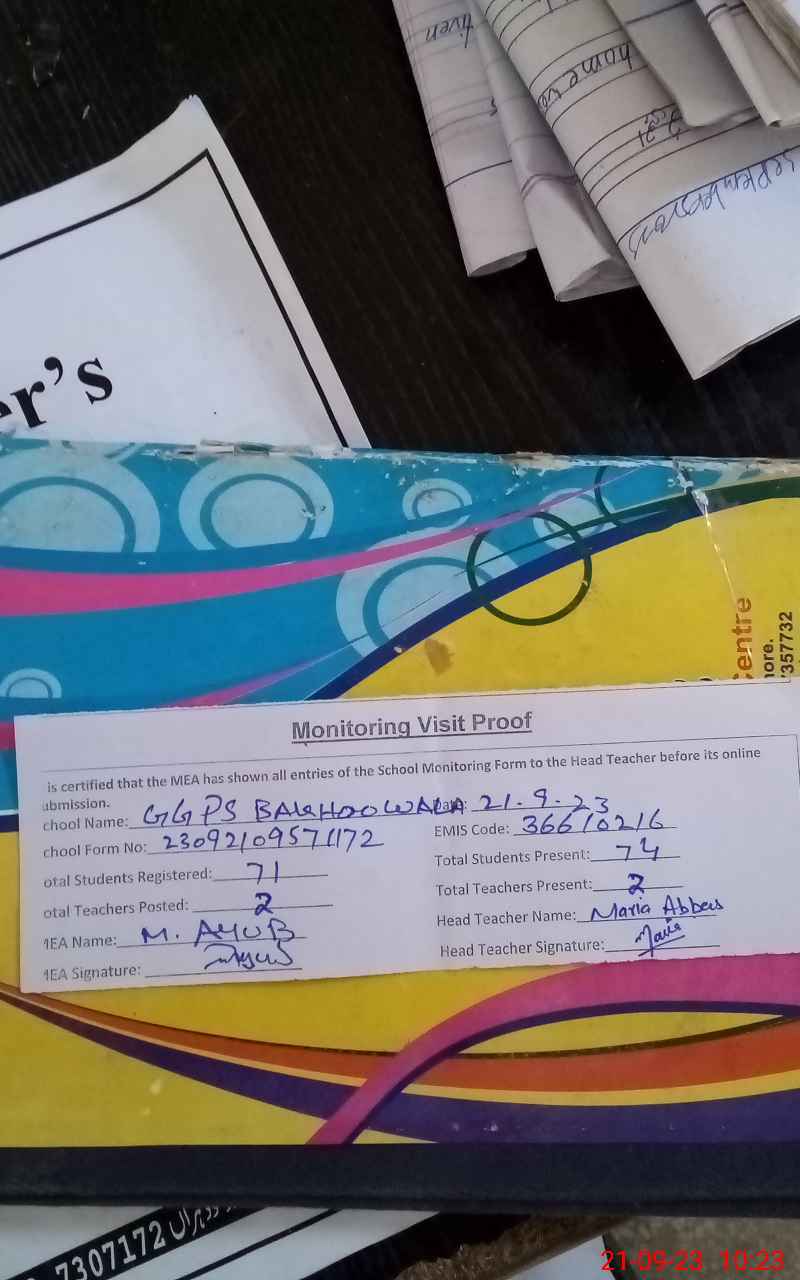 er's
home
entre
ore.
357732
Monitoring Visit Proof
is certified that the MEA has shown all entries of the School Monitoring Form to the Head Teacher before its online
ubmission.
chool Name: GGPS BAKHOOWALA Date: 21.9.23
chool Form No: 23092109571172 EMIS Code: 36610216
otal Students Registered: 71 Total Students Present: 74
otal Teachers Posted: 2 Total Teachers Present: 2
MEA Name: M. AYUB Head Teacher Name: Maria Abbas
MEA Signature: Head Teacher Signature: Maria
7307172
21-09-23 10:23